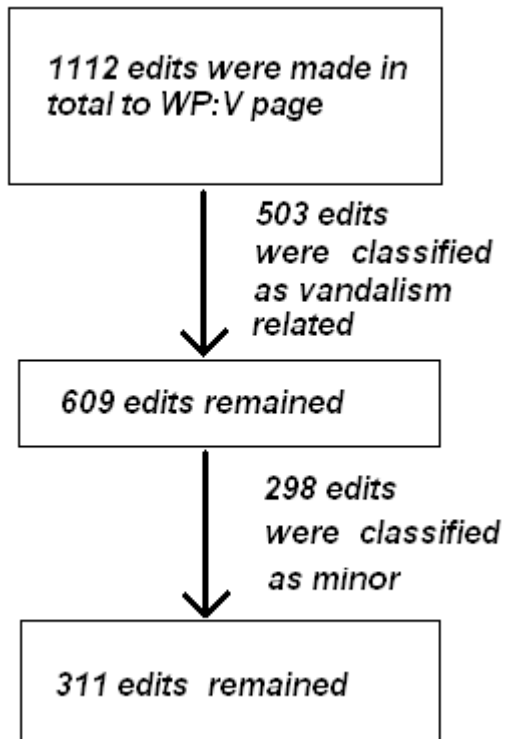 1112 edits were made in
total to WP:V page
503 edits
were classified
as vandalism
related
609 edits remained
298 edits
were classified
as minor
311 edits remained